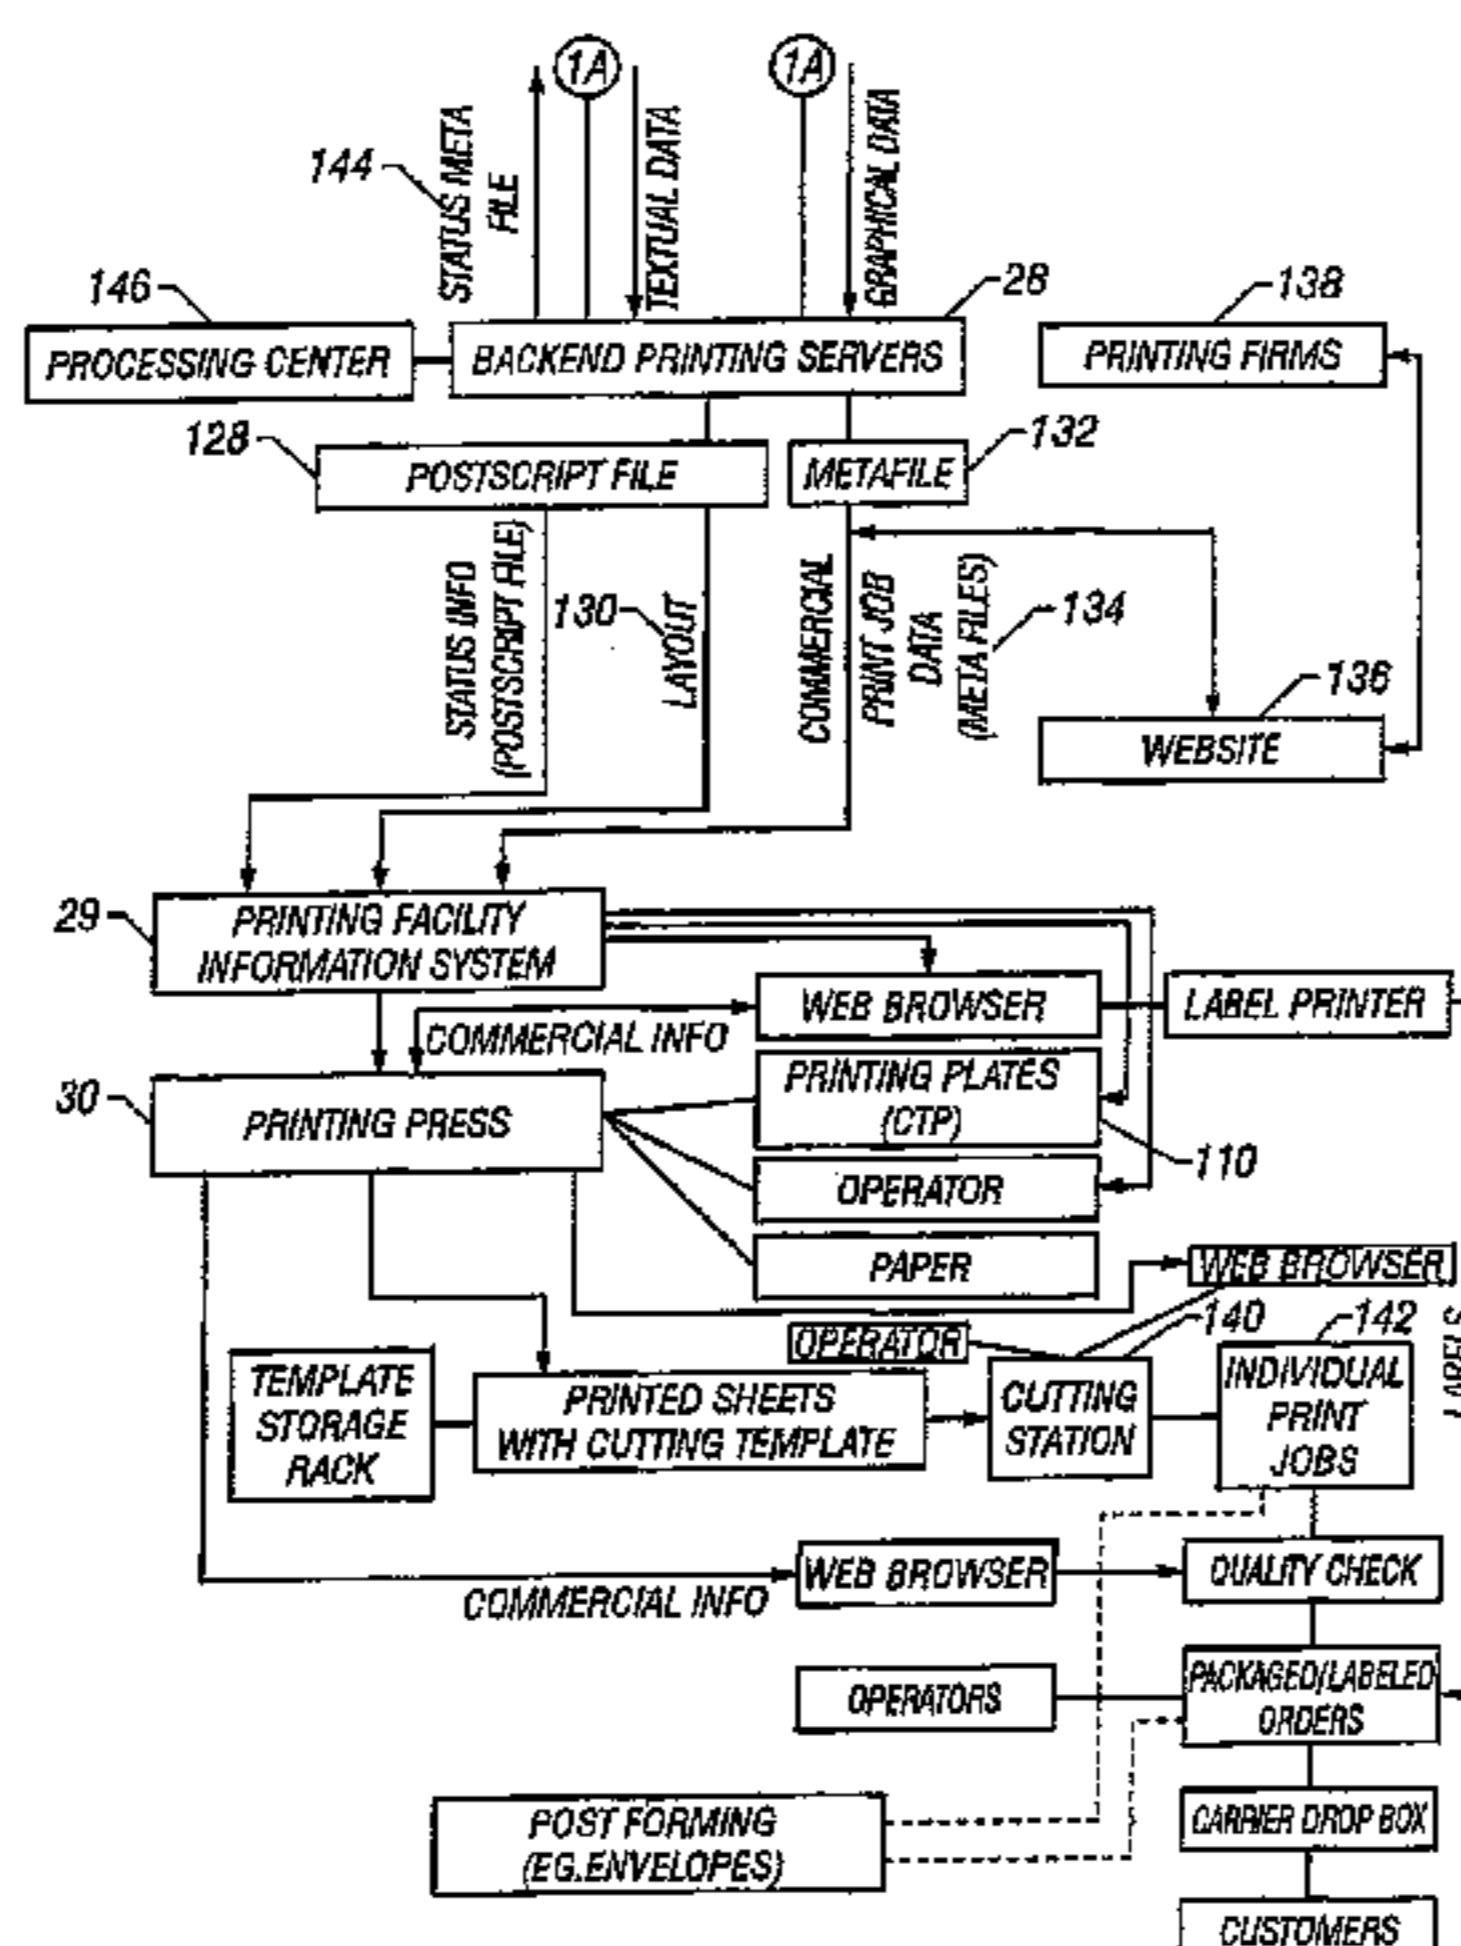 1A
1A
144
STATUS META
FILE
TEXTUAL DATA
GRAPHICAL DATA
146
28
138
PROCESSING CENTER
BACKEND PRINTING SERVERS
PRINTING FIRMS
128
132
POSTSCRIPT FILE
METAFILE
STATUS INFO
(POSTSCRIPT FILE)
130
LAYOUT
COMMERCIAL
PRINT JOB
DATA
(META FILES)
134
136
WEBSITE
29
PRINTING FACILITY
INFORMATION SYSTEM
WEB BROWSER
LABEL PRINTER
COMMERCIAL INFO
30
PRINTING PRESS
PRINTING PLATES
(CTP)
110
OPERATOR
PAPER
WEB BROWSER
OPERATOR
140
142
LABELS
TEMPLATE
STORAGE
RACK
PRINTED SHEETS
WITH CUTTING TEMPLATE
CUTTING
STATION
INDIVIDUAL
PRINT
JOBS
WEB BROWSER
QUALITY CHECK
COMMERCIAL INFO
OPERATORS
PACKAGED/LABELED
ORDERS
POST FORMING
(EG.ENVELOPES)
CARRIER DROP BOX
CUSTOMERS